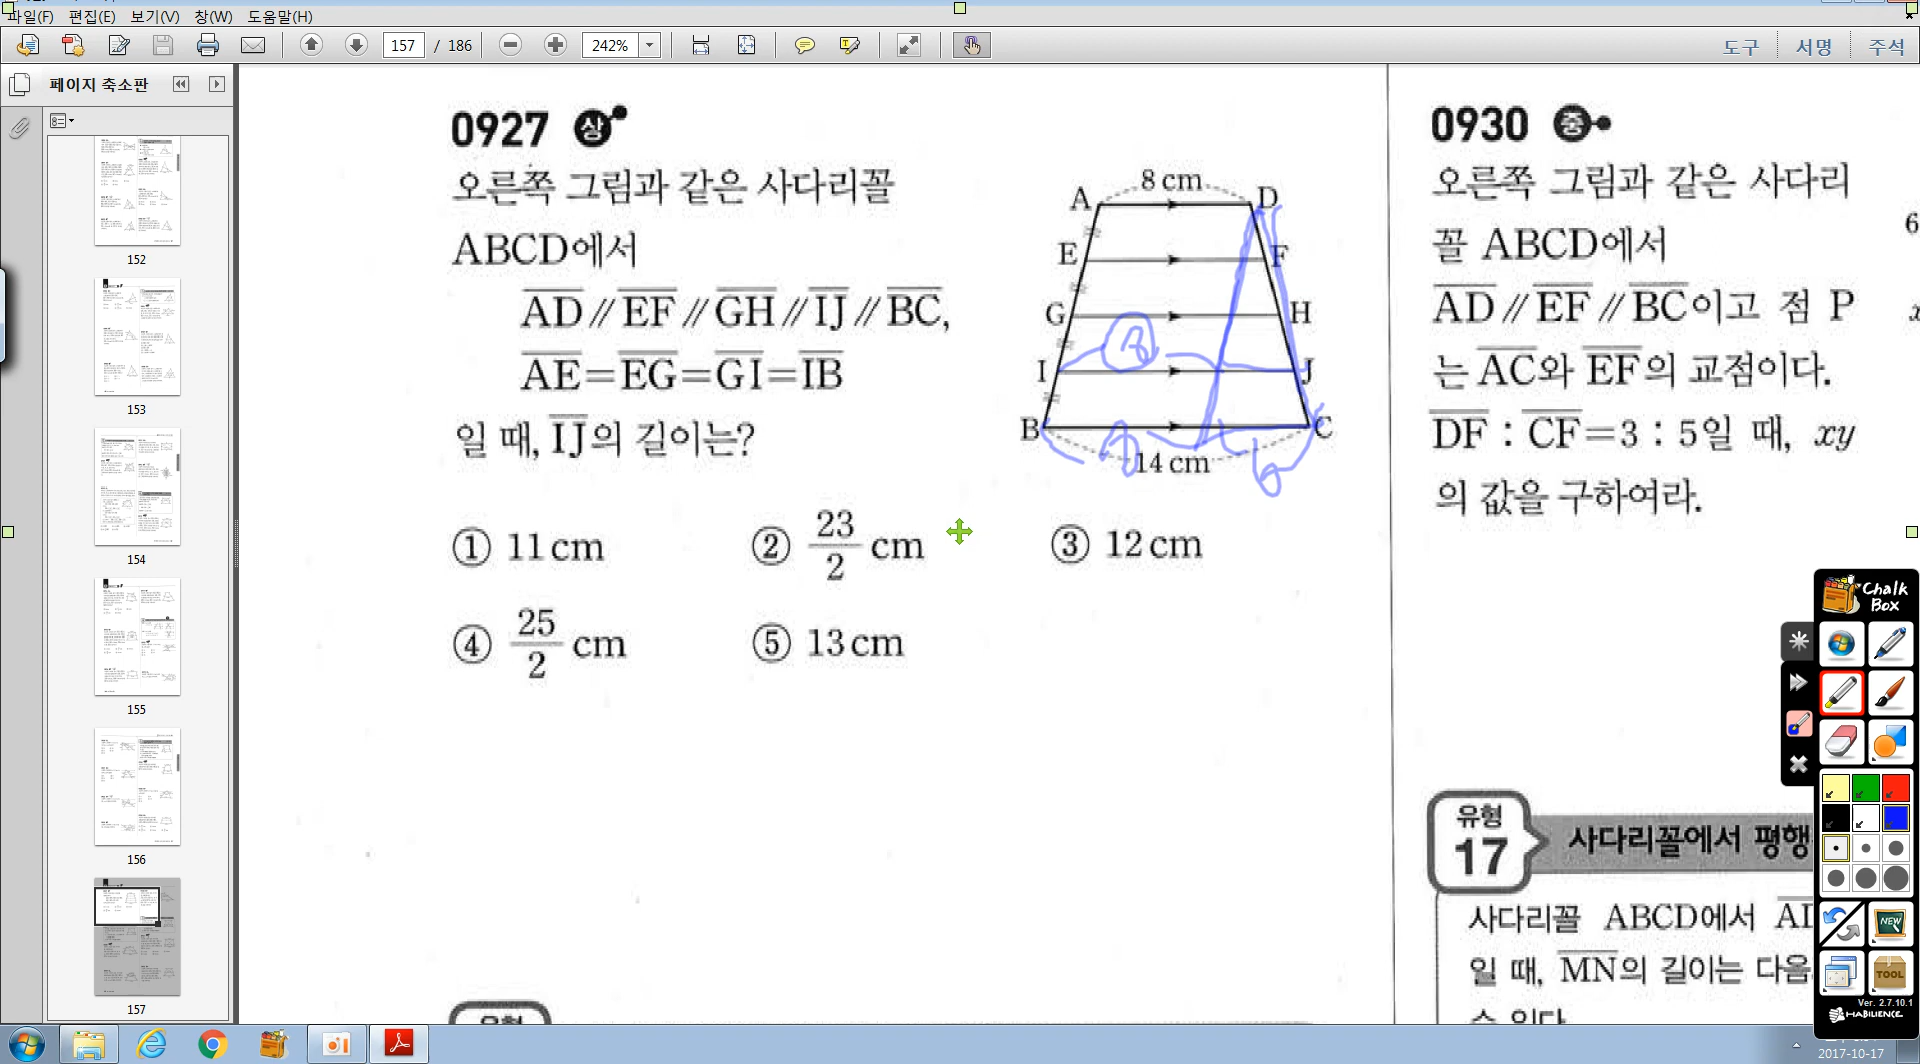 파일(F) 편집(E) 보기(V) 창(W) 도움말(H)
157 / 186
242%
도구 서명 주석
페이지 축소판
152
153
154
155
156
157
0927 상
오른쪽 그림과 같은 사다리꼴
ABCD에서
AD∥EF∥GH∥IJ∥BC,
AE=EG=GI=IB
일 때, IJ의 길이는?
8 cm
A D
E F
G H
8
I J
B C
8 6
14 cm
① 11 cm ② 23/2 cm ③ 12 cm
④ 25/2 cm ⑤ 13 cm
0930 중
오른쪽 그림과 같은 사다리
꼴 ABCD에서
AD∥EF∥BC이고 점 P
는 AC와 EF의 교점이다.
DF : CF=3 : 5일 때, xy
의 값을 구하여라.
6
유형
17
사다리꼴에서 평행
사다리꼴 ABCD에서
일 때, MN의 길이는 다음
수 있다
유형
Chalk
Box
NEW
TOOL
Ver. 2.7.10.1
HABILIENCE
2017-10-17